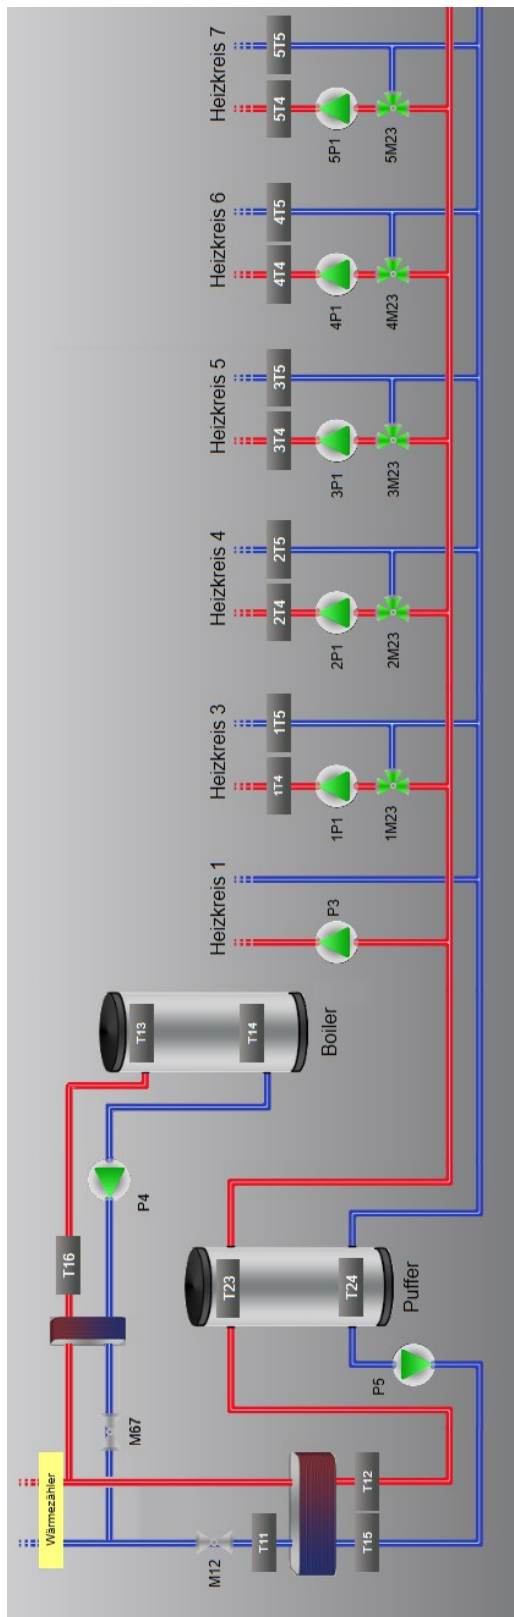 Wärmezähler
M12
T11
T15
T12
M67
T16
P4
P5
T23
T24
Puffer
T13
T14
Boiler
Heizkreis 1
P3
Heizkreis 3
1T4
1T5
1P1
1M23
Heizkreis 4
2T4
2T5
2P1
2M23
Heizkreis 5
3T4
3T5
3P1
3M23
Heizkreis 6
4T4
4T5
4P1
4M23
Heizkreis 7
5T4
5T5
5P1
5M23